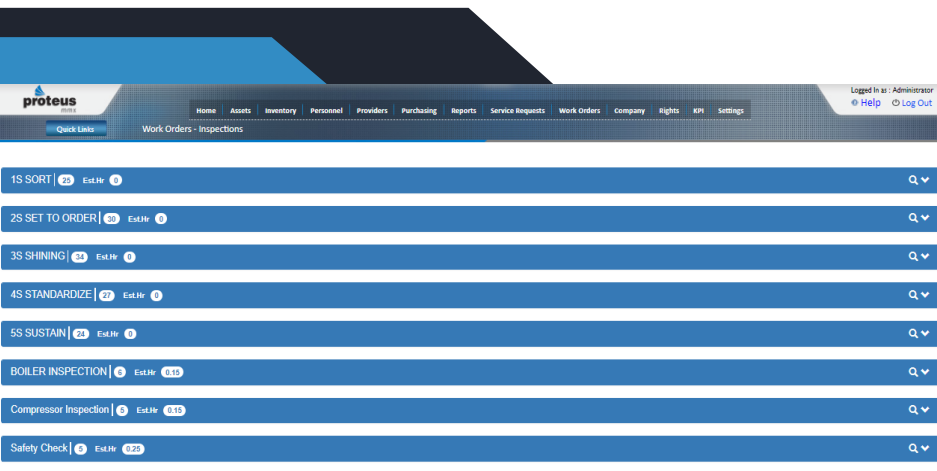 proteus
mmx
Logged In as : Administrator
Help Log Out
Home Assets Inventory Personnel Providers Purchasing Reports Service Requests Work Orders Company Rights KPI Settings
Quick Links Work Orders - Inspections
1S SORT 25 Est.Hr 0
2S SET TO ORDER 30 Est.Hr 0
3S SHINING 34 Est.Hr 0
4S STANDARDIZE 27 Est.Hr 0
5S SUSTAIN 24 Est.Hr 0
BOILER INSPECTION 6 Est.Hr 0.15
Compressor Inspection 5 Est.Hr 0.15
Safety Check 5 Est.Hr 0.25